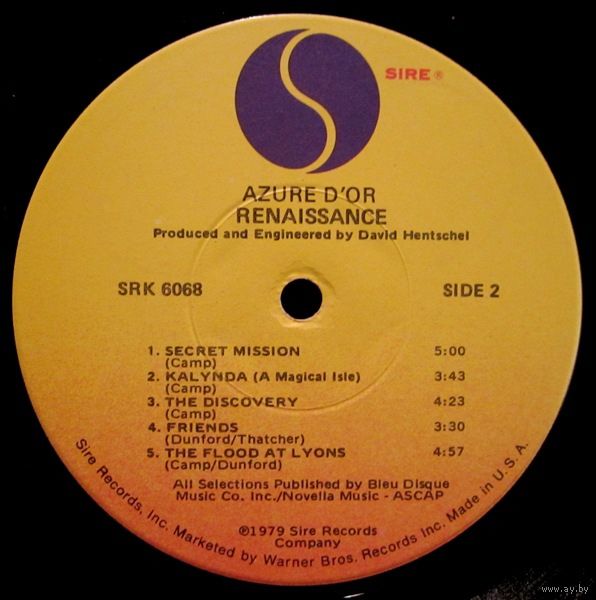 SIRE®
AZURE D'OR
RENAISSANCE
Produced and Engineered by David Hentschel
SRK 6068 SIDE 2
1. SECRET MISSION 5:00
(Camp)
2. KALYNDA (A Magical Isle) 3:43
(Camp)
3. THE DISCOVERY 4:23
(Camp)
4. FRIENDS 3:30
(Dunford/Thatcher)
5. THE FLOOD AT LYONS 4:57
(Camp/Dunford)
All Selections Published by Bleu Disque
Music Co. Inc./Novella Music - ASCAP
℗1979 Sire Records
Company
Sire Records, Inc. Marketed by Warner Bros. Records Inc. Made in U.S.A.
www.ay.by